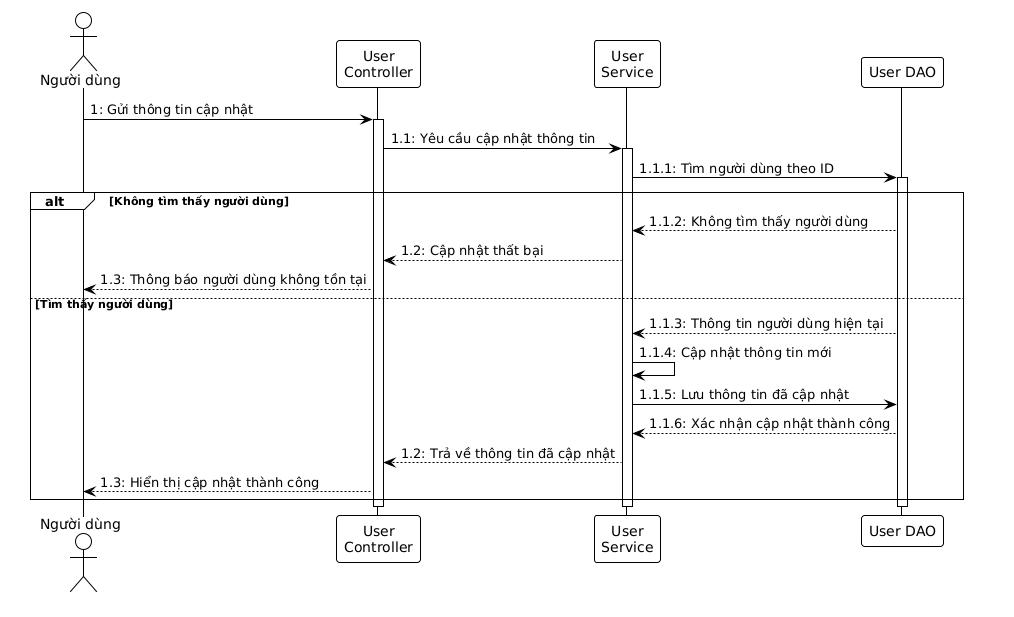 Người dùng
User
Controller
User
Service
User DAO
1: Gửi thông tin cập nhật
1.1: Yêu cầu cập nhật thông tin
1.1.1: Tìm người dùng theo ID
alt
[Không tìm thấy người dùng]
1.1.2: Không tìm thấy người dùng
1.2: Cập nhật thất bại
1.3: Thông báo người dùng không tồn tại
[Tìm thấy người dùng]
1.1.3: Thông tin người dùng hiện tại
1.1.4: Cập nhật thông tin mới
1.1.5: Lưu thông tin đã cập nhật
1.1.6: Xác nhận cập nhật thành công
1.2: Trả về thông tin đã cập nhật
1.3: Hiển thị cập nhật thành công
Người dùng
User
Controller
User
Service
User DAO